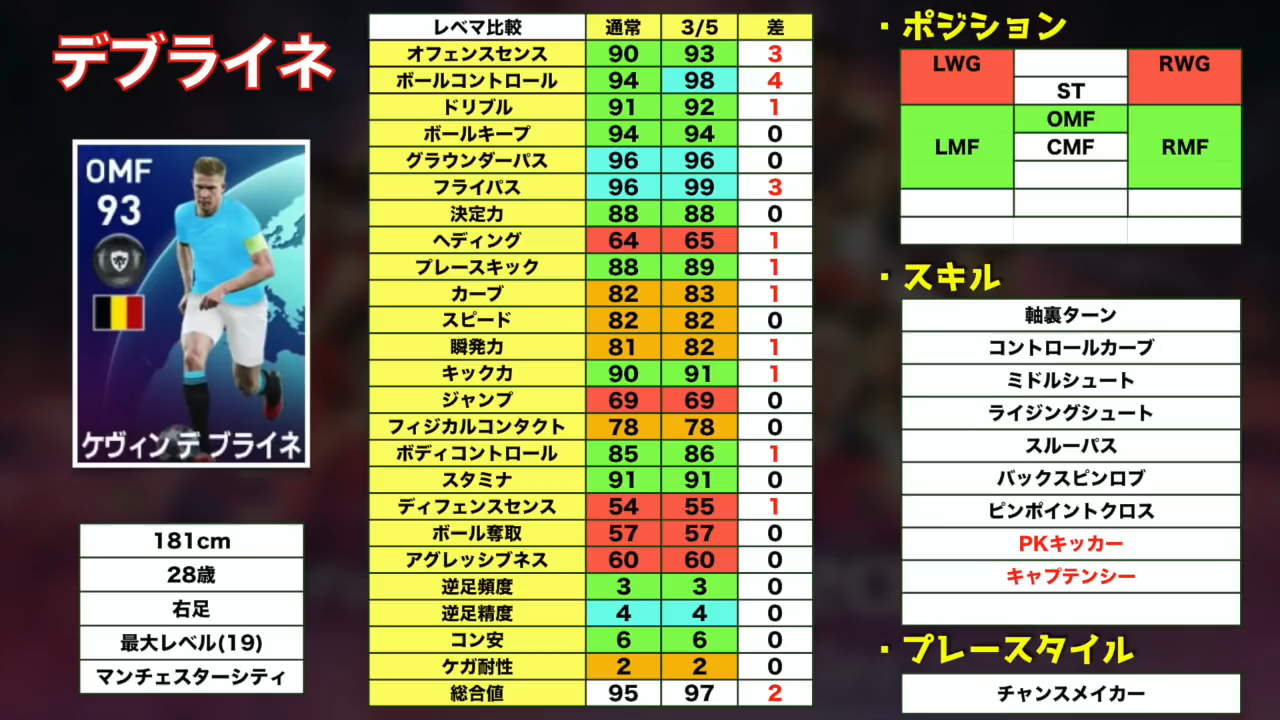 デブライネ
OMF
93
ケヴィン デ ブライネ
181cm
28歳
右足
最大レベル(19)
マンチェスターシティ
レベマ比較 通常 3/5 差
オフェンスセンス 90 93 3
ボールコントロール 94 98 4
ドリブル 91 92 1
ボールキープ 94 94 0
グラウンダーパス 96 96 0
フライパス 96 99 3
決定力 88 88 0
ヘディング 64 65 1
プレースキック 88 89 1
カーブ 82 83 1
スピード 82 82 0
瞬発力 81 82 1
キック力 90 91 1
ジャンプ 69 69 0
フィジカルコンタクト 78 78 0
ボディコントロール 85 86 1
スタミナ 91 91 0
ディフェンスセンス 54 55 1
ボール奪取 57 57 0
アグレッシブネス 60 60 0
逆足頻度 3 3 0
逆足精度 4 4 0
コン安 6 6 0
ケガ耐性 2 2 0
総合値 95 97 2
・ポジション
LWG RWG
ST
OMF
LMF CMF RMF
・スキル
軸裏ターン
コントロールカーブ
ミドルシュート
ライジングシュート
スルーパス
バックスピンロブ
ピンポイントクロス
PKキッカー
キャプテンシー
・プレースタイル
チャンスメイカー